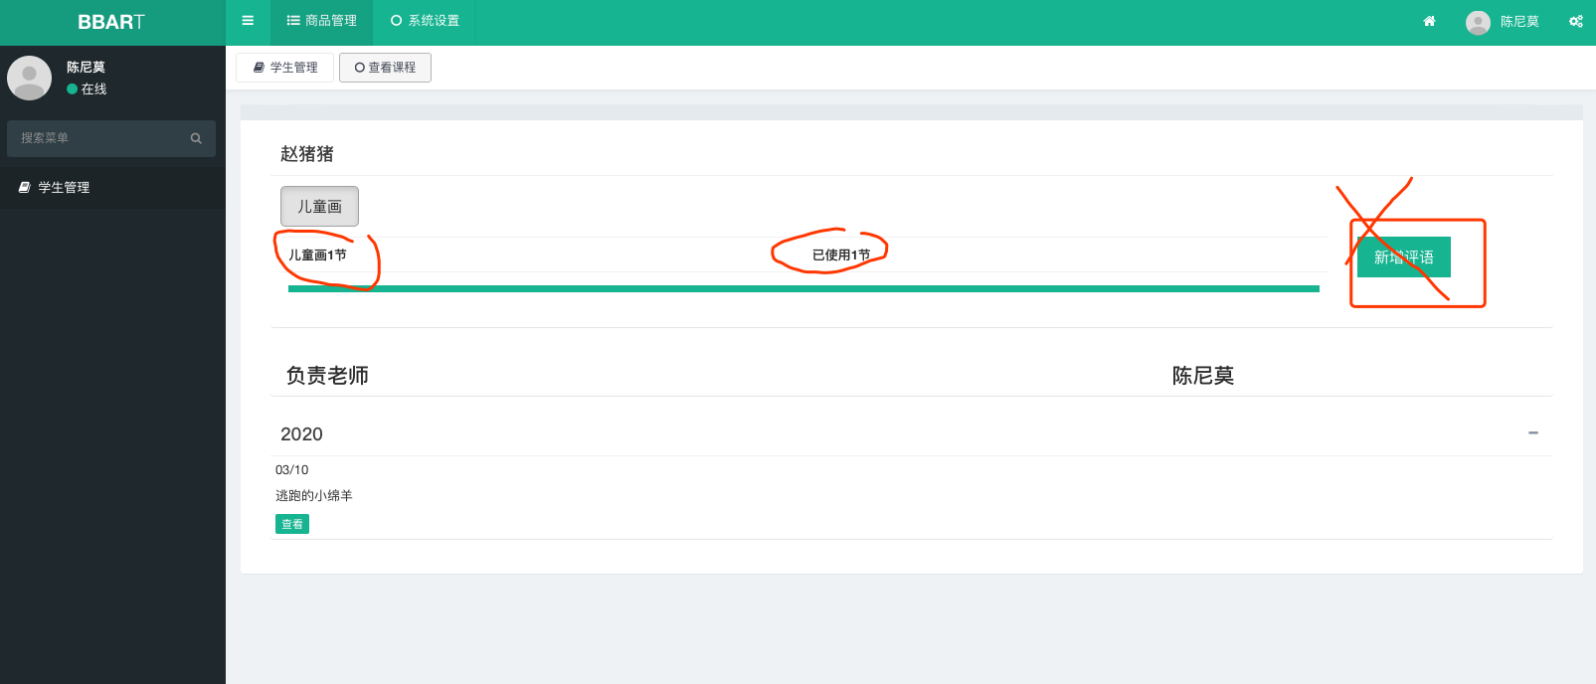 BBART
商品管理
系统设置
陈尼莫
陈尼莫
在线
搜索菜单
学生管理
学生管理
查看课程
赵猪猪
儿童画
儿童画1节
已使用1节
新增评语
负责老师
陈尼莫
2020
03/10
逃跑的小绵羊
查看